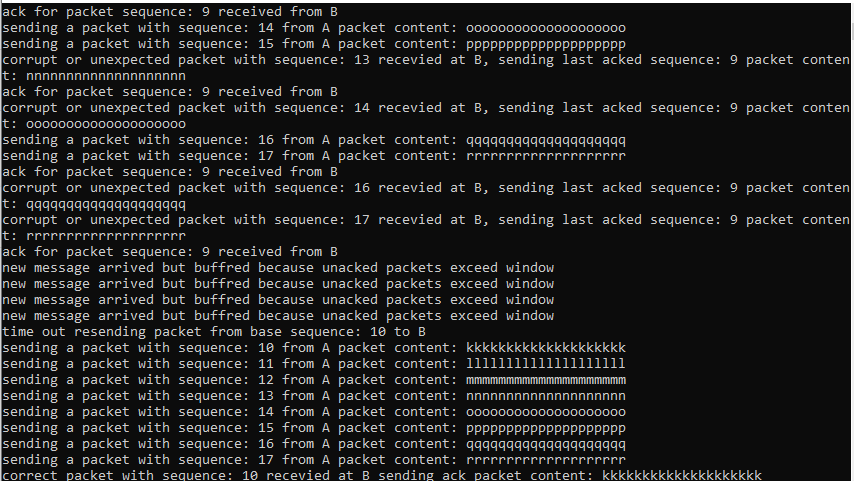 ack for packet sequence: 9 received from B
sending a packet with sequence: 14 from A packet content: oooooooooooooooooooo
sending a packet with sequence: 15 from A packet content: pppppppppppppppppppp
corrupt or unexpected packet with sequence: 13 recevied at B, sending last acked sequence: 9 packet conten
t: nnnnnnnnnnnnnnnnnnnn
ack for packet sequence: 9 received from B
corrupt or unexpected packet with sequence: 14 recevied at B, sending last acked sequence: 9 packet conten
t: oooooooooooooooooooo
sending a packet with sequence: 16 from A packet content: qqqqqqqqqqqqqqqqqqqq
sending a packet with sequence: 17 from A packet content: rrrrrrrrrrrrrrrrrrrr
ack for packet sequence: 9 received from B
corrupt or unexpected packet with sequence: 16 recevied at B, sending last acked sequence: 9 packet conten
t: qqqqqqqqqqqqqqqqqqqq
corrupt or unexpected packet with sequence: 17 recevied at B, sending last acked sequence: 9 packet conten
t: rrrrrrrrrrrrrrrrrrrr
ack for packet sequence: 9 received from B
new message arrived but buffred because unacked packets exceed window
new message arrived but buffred because unacked packets exceed window
new message arrived but buffred because unacked packets exceed window
new message arrived but buffred because unacked packets exceed window
time out resending packet from base sequence: 10 to B
sending a packet with sequence: 10 from A packet content: kkkkkkkkkkkkkkkkkkkk
sending a packet with sequence: 11 from A packet content: llllllllllllllllllll
sending a packet with sequence: 12 from A packet content: mmmmmmmmmmmmmmmmmmmm
sending a packet with sequence: 13 from A packet content: nnnnnnnnnnnnnnnnnnnn
sending a packet with sequence: 14 from A packet content: oooooooooooooooooooo
sending a packet with sequence: 15 from A packet content: pppppppppppppppppppp
sending a packet with sequence: 16 from A packet content: qqqqqqqqqqqqqqqqqqqq
sending a packet with sequence: 17 from A packet content: rrrrrrrrrrrrrrrrrrrr
correct packet with sequence: 10 recevied at B sending ack packet content: kkkkkkkkkkkkkkkkkkkk